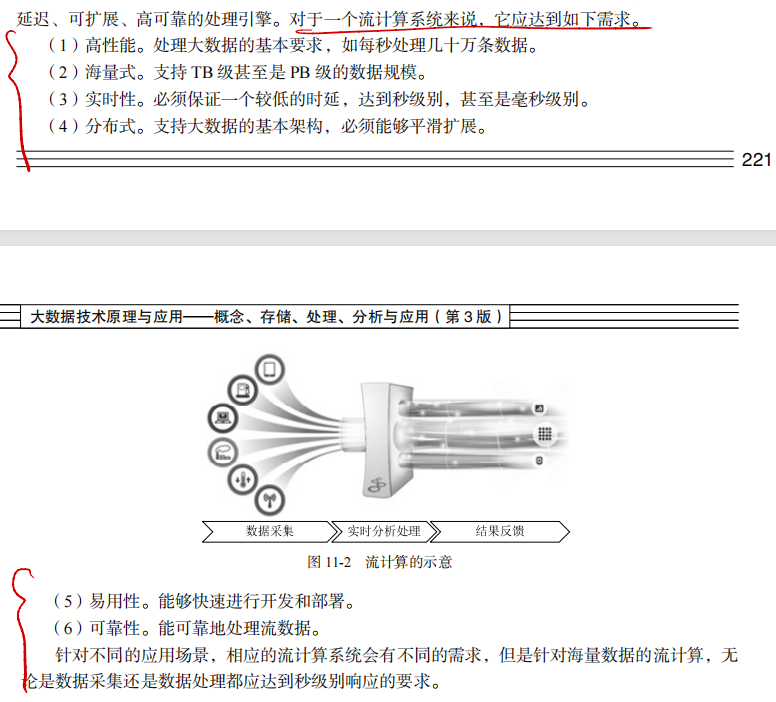 延迟、可扩展、高可靠的处理引擎。对于一个流计算系统来说，它应达到如下需求。
（1）高性能。处理大数据的基本要求，如每秒处理几十万条数据。
（2）海量式。支持 TB 级甚至是 PB 级的数据规模。
（3）实时性。必须保证一个较低的时延，达到秒级别，甚至是毫秒级别。
（4）分布式。支持大数据的基本架构，必须能够平滑扩展。
221
大数据技术原理与应用——概念、存储、处理、分析与应用（第 3 版）
数据采集 实时分析处理 结果反馈
图 11-2 流计算的示意
（5）易用性。能够快速进行开发和部署。
（6）可靠性。能可靠地处理流数据。
针对不同的应用场景，相应的流计算系统会有不同的需求，但是针对海量数据的流计算，无
论是数据采集还是数据处理都应达到秒级别响应的要求。